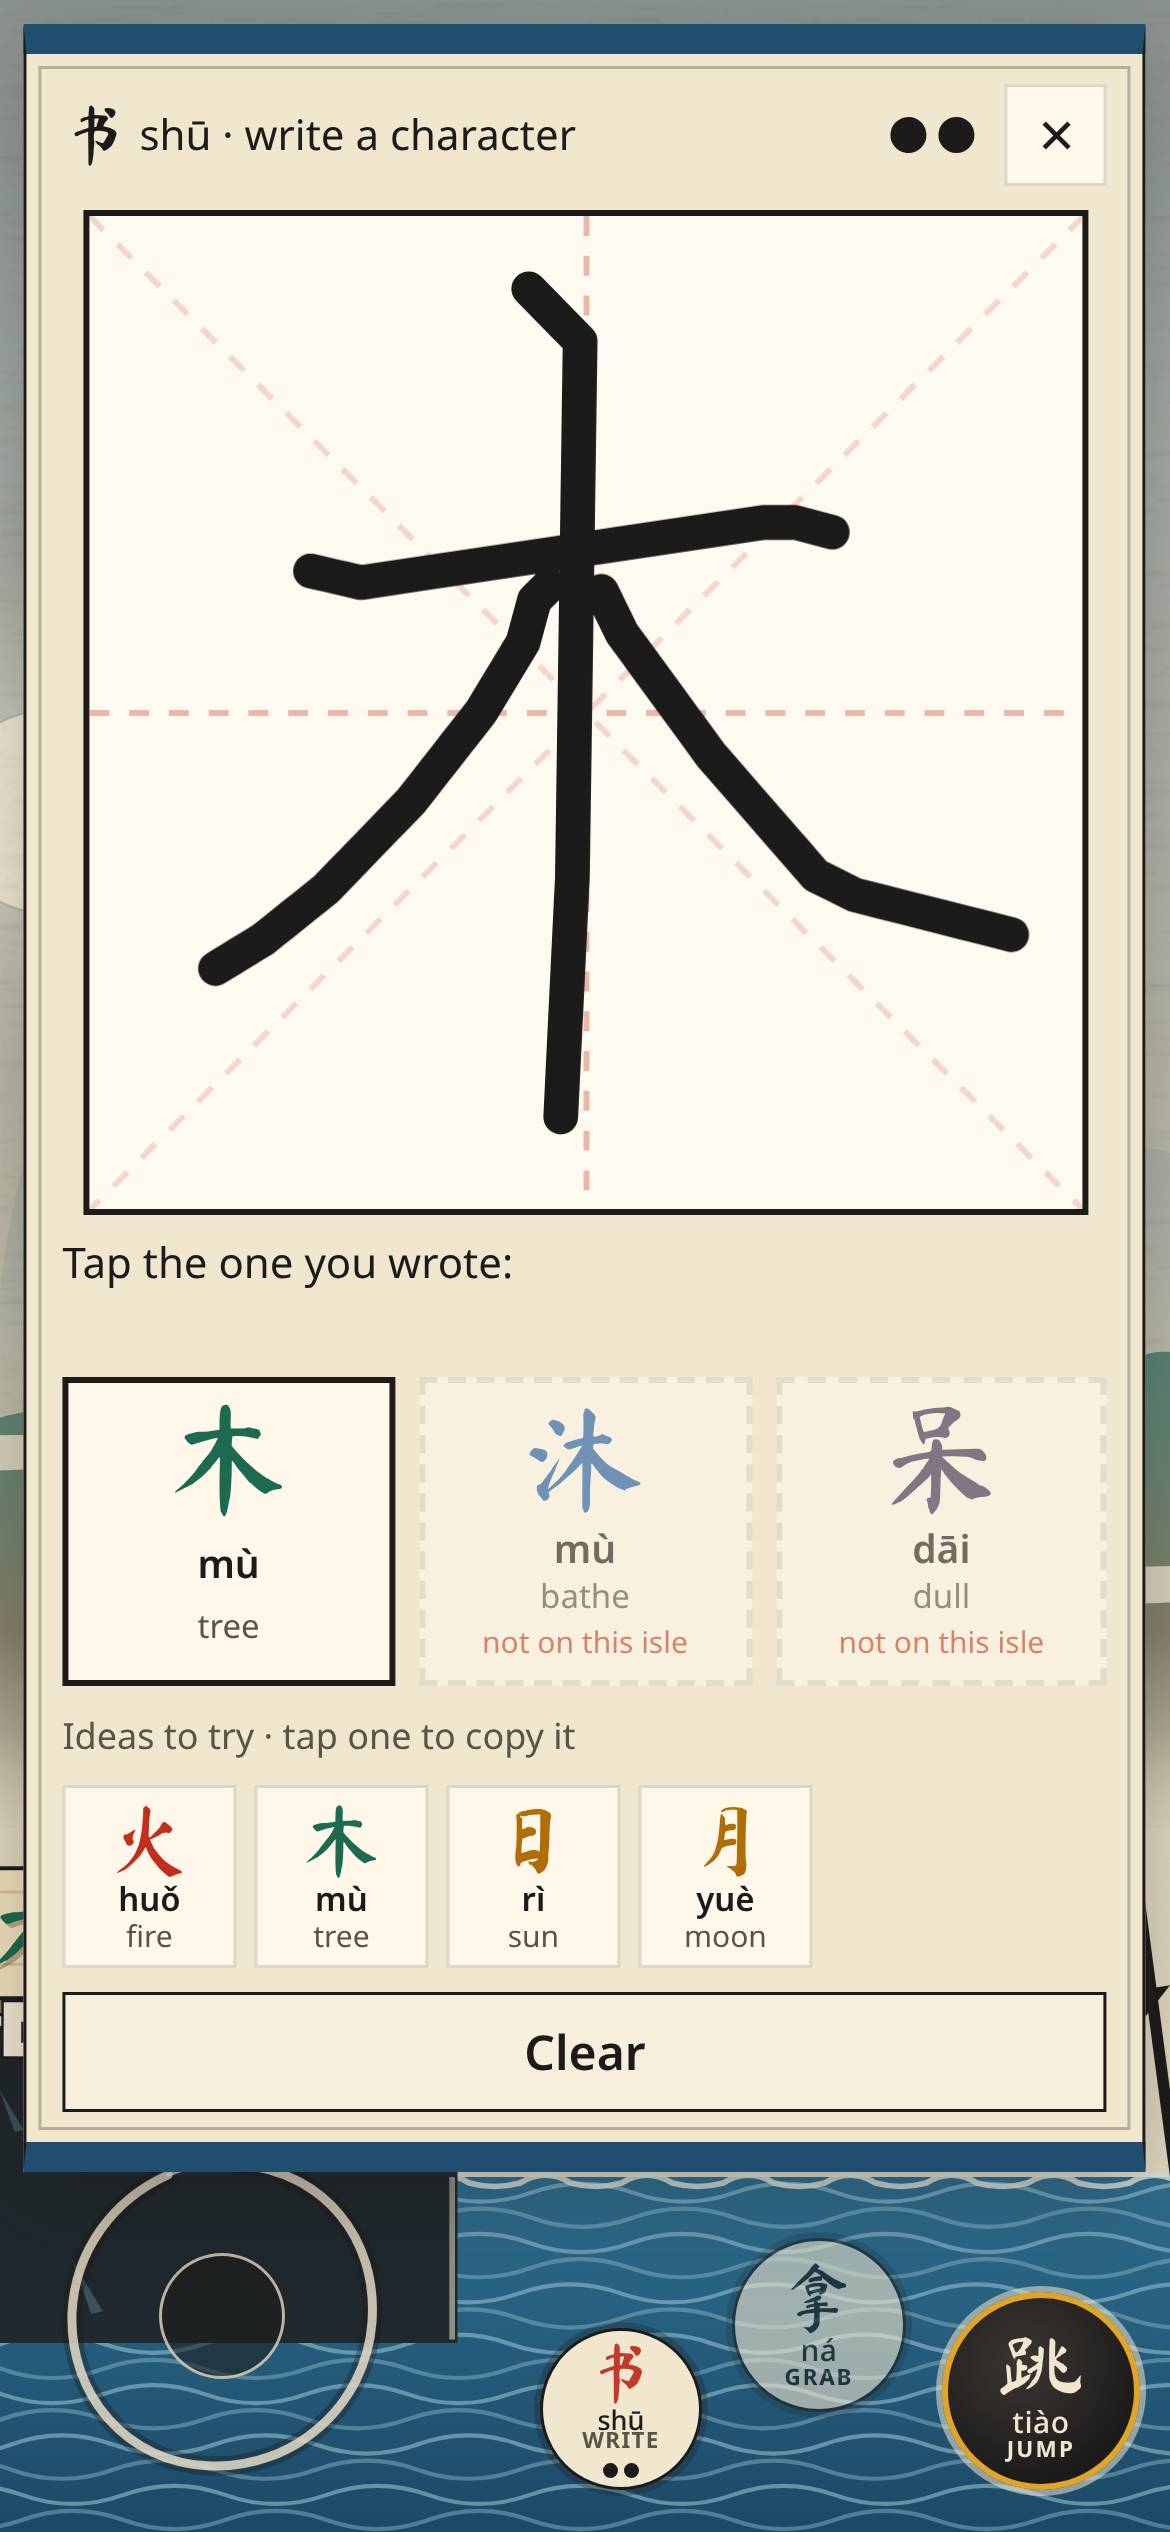 书 shū · write a character
木
Tap the one you wrote:
木
mù
tree
沐
mù
bathe
not on this isle
呆
dāi
dull
not on this isle
Ideas to try · tap one to copy it
火
huǒ
fire
木
mù
tree
日
rì
sun
月
yuè
moon
Clear
书
shū
WRITE
拿
ná
GRAB
跳
tiào
JUMP